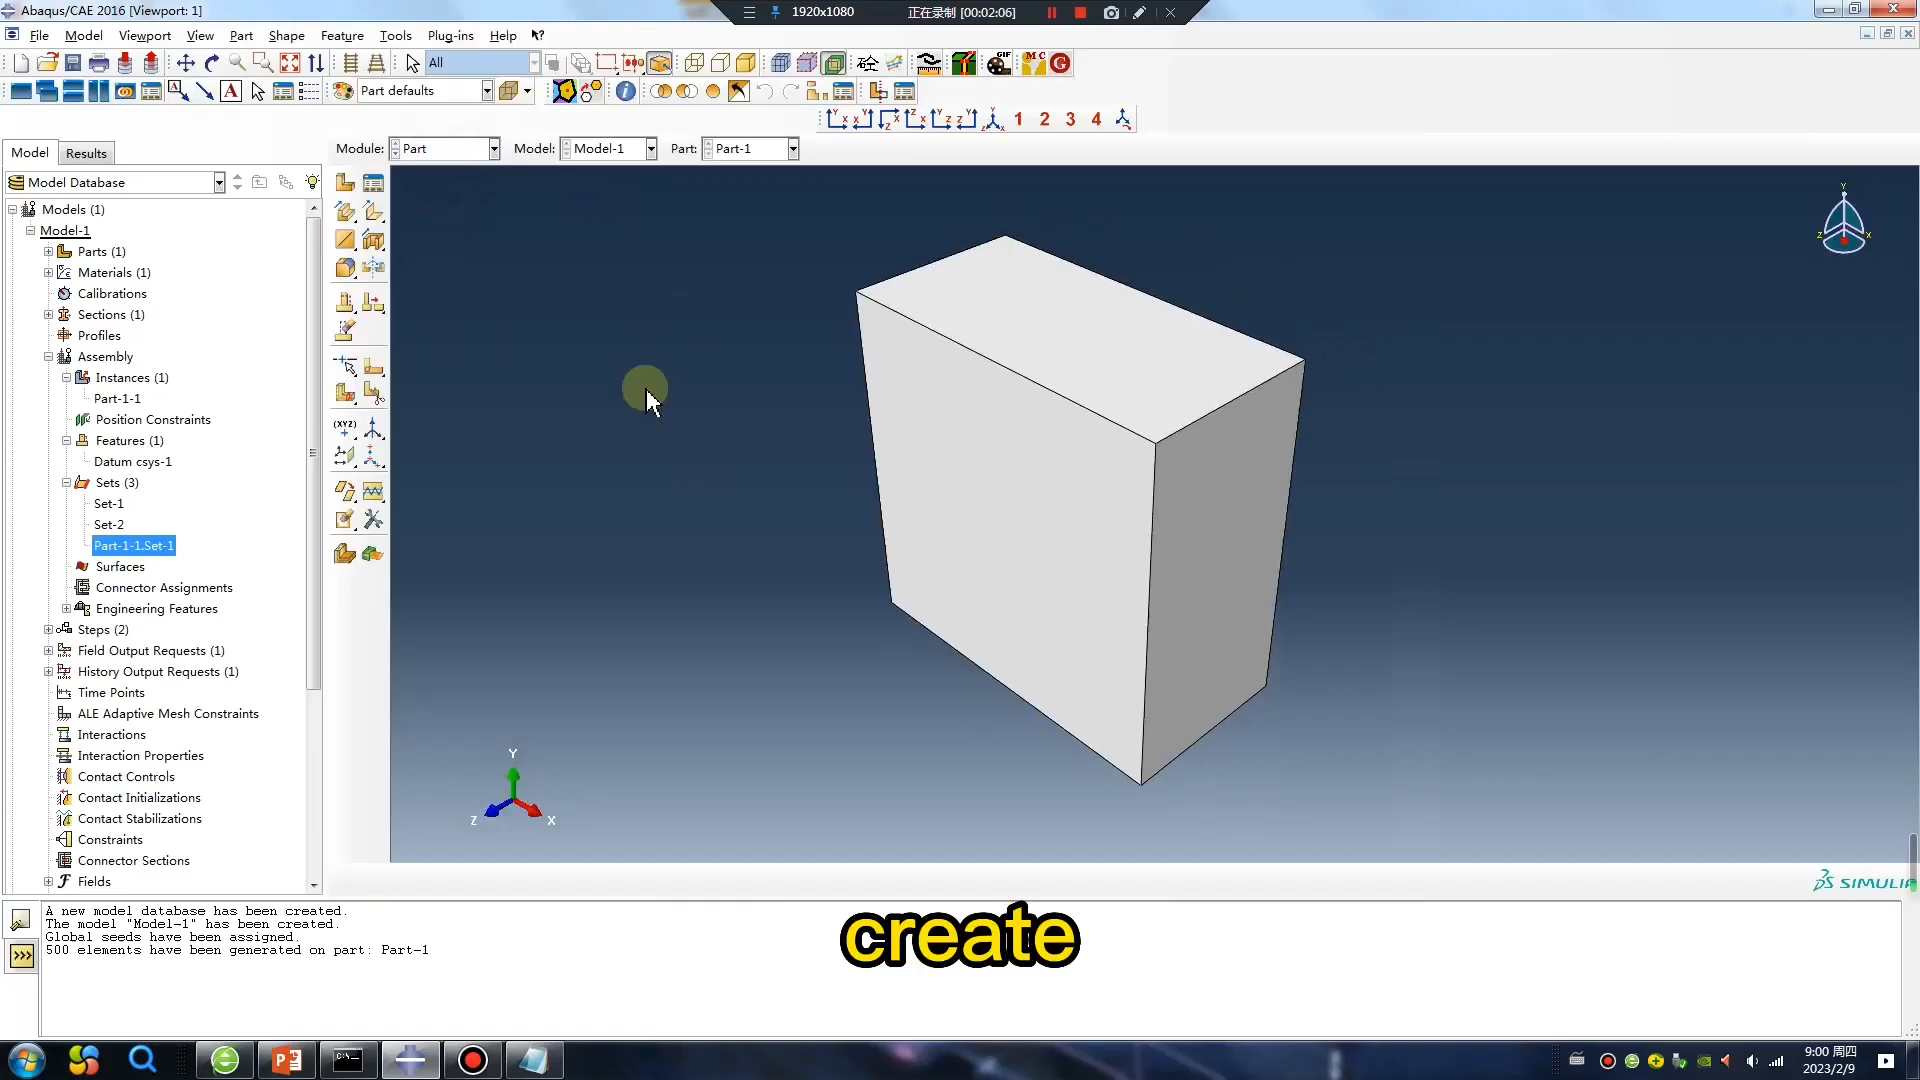 Abaqus/CAE 2016 [Viewport: 1]
1920x1080 正在录制 [00:02:06]
File Model Viewport View Part Shape Feature Tools Plug-ins Help
All
GIF M C G
A Part defaults
1 2 3 4
Model Results
Module: Part Model: Model-1 Part: Part-1
Model Database
Models (1)
Model-1
Parts (1)
Materials (1)
Calibrations
Sections (1)
Profiles
Assembly
Instances (1)
Part-1-1
Position Constraints
Features (1)
Datum csys-1
Sets (3)
Set-1
Set-2
Part-1-1.Set-1
Surfaces
Connector Assignments
Engineering Features
Steps (2)
Field Output Requests (1)
History Output Requests (1)
Time Points
ALE Adaptive Mesh Constraints
Interactions
Interaction Properties
Contact Controls
Contact Initializations
Contact Stabilizations
Constraints
Connector Sections
Fields
(XYZ)
Y
Z X
Y
Z X
SIMULIA
A new model database has been created.
The model "Model-1" has been created.
Global seeds have been assigned.
500 elements have been generated on part: Part-1
create
9:00 周四
2023/2/9